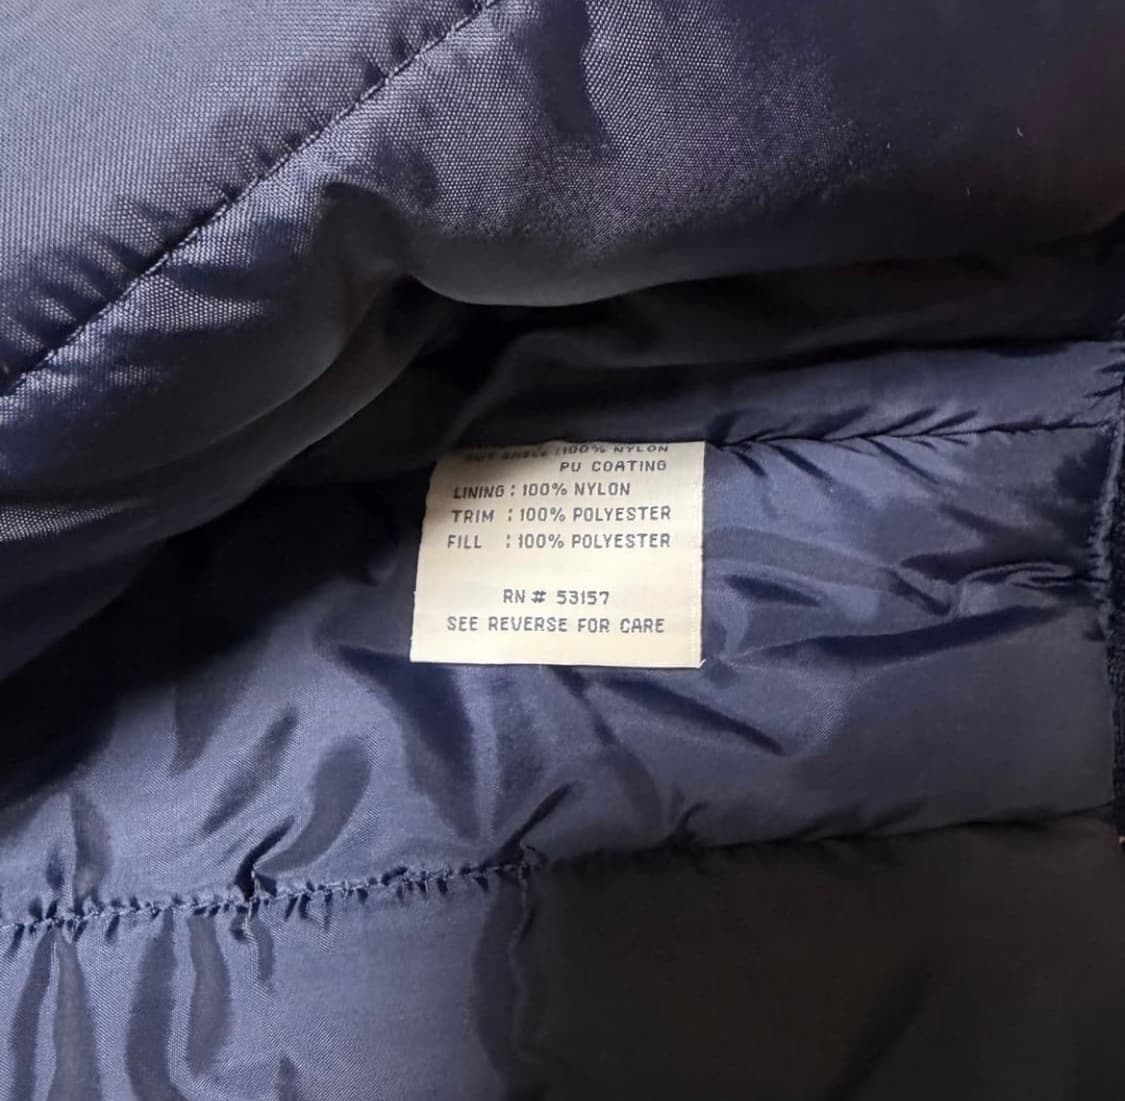 :100% NYLON
PU COATING
LINING : 100% NYLON
TRIM : 100% POLYESTER
FILL : 100% POLYESTER
RN # 53157
SEE REVERSE FOR CARE